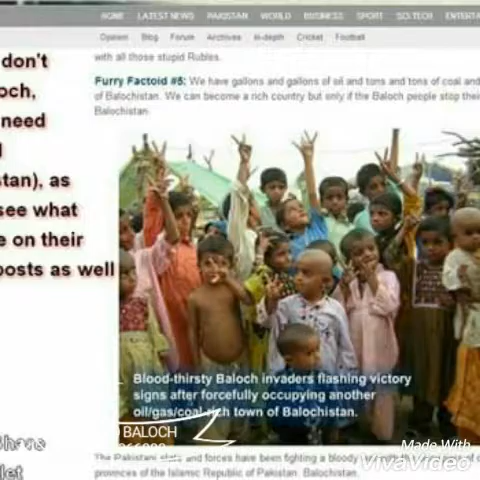 HOME LATEST NEWS PAKISTAN WORLD BUSINESS SPORT SCI-TECH ENTERTA
Opinion Blog Forum Archives In-depth Cricket Football
don't
och,
need
stan), as
see what
e on their
posts as well
with all those stupid Rubles.
Furry Factoid #5: We have gallons and gallons of oil and tons and tons of coal and
of Balochistan. We can become a rich country but only if the Baloch people stop their
Balochistan.
Blood-thirsty Baloch invaders flashing victory
signs after forcefully occupying another
oil/gas/coal-rich town of Balochistan.
BALOCH
Share
let
Made With
VivaVideo
The Pakistani state and forces have been fighting a bloody
provinces of the Islamic Republic of Pakistan. Balochistan.